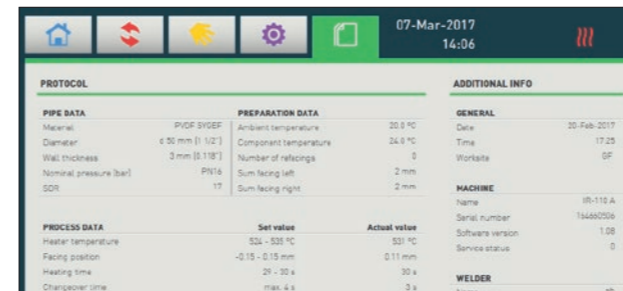 07-Mar-2017
14:06
PROTOCOL
PIPE DATA
Material PVDF SYGEF
Diameter ± 50 mm [1 1/2"]
Wall thickness 3 mm [0.118"]
Nominal pressure [bar] PN16
SDR 17
PREPARATION DATA
Ambient temperature 20.0 °C
Component temperature 24.0 °C
Number of refacings 0
Sum facing left 2 mm
Sum facing right 2 mm
PROCESS DATA Set value Actual value
Heater temperature 524 - 535 °C 531 °C
Facing position -0.15 - 0.15 mm 0.11 mm
Heating time 29 - 30 s 30 s
Changeover time max. 4 s 3 s
ADDITIONAL INFO
GENERAL
Date 20-Feb-2017
Time 17:25
Worksite GF
MACHINE
Name IR-110 A
Serial number 164660506
Software version 1.08
Service status 0
WELDER